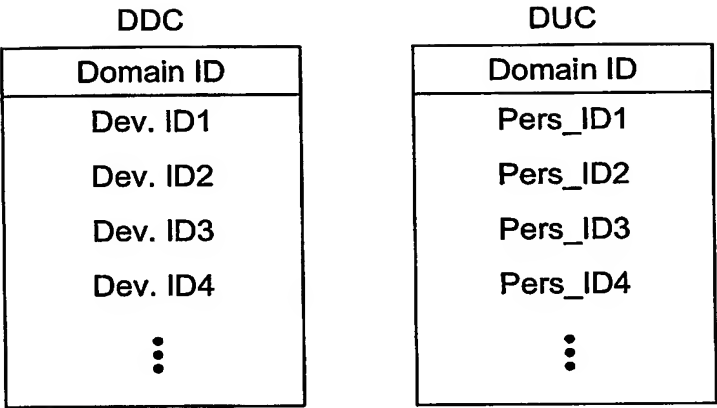 DDC
Domain ID
Dev. ID1
Dev. ID2
Dev. ID3
Dev. ID4
DUC
Domain ID
Pers_ID1
Pers_ID2
Pers_ID3
Pers_ID4